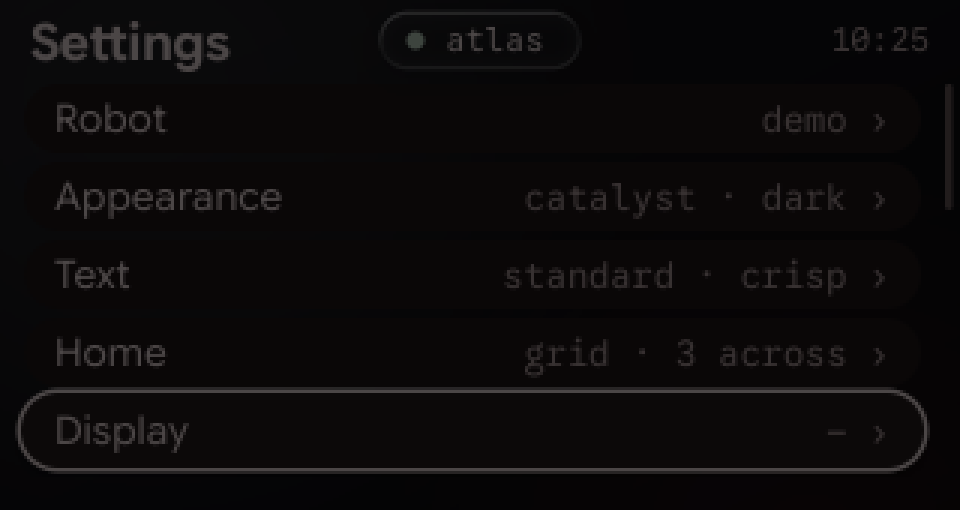 Settings
atlas
10:25
Robot demo ›
Appearance catalyst · dark ›
Text standard · crisp ›
Home grid · 3 across ›
Display – ›